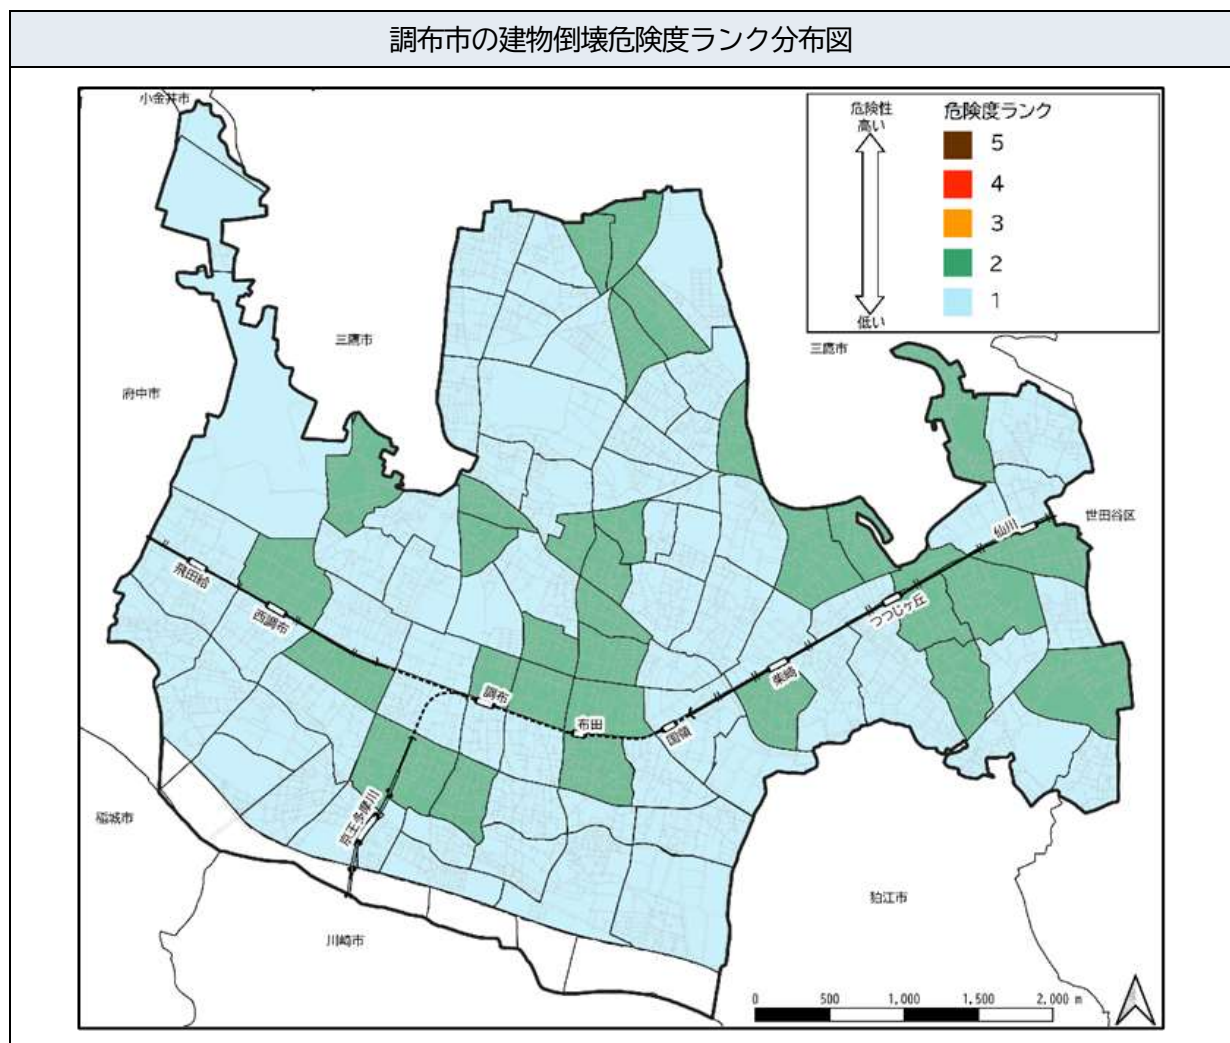 調布市の建物倒壊危険度ランク分布図
小金井市
危険性
高い
低い
危険度ランク
5
4
3
2
1
三鷹市
三鷹市
府中市
世田谷区
仙川
飛田給
つつじヶ丘
西調布
柴崎
調布
布田
国領
京王多摩川
稲城市
狛江市
川崎市
0 500 1,000 1,500 2,000 m